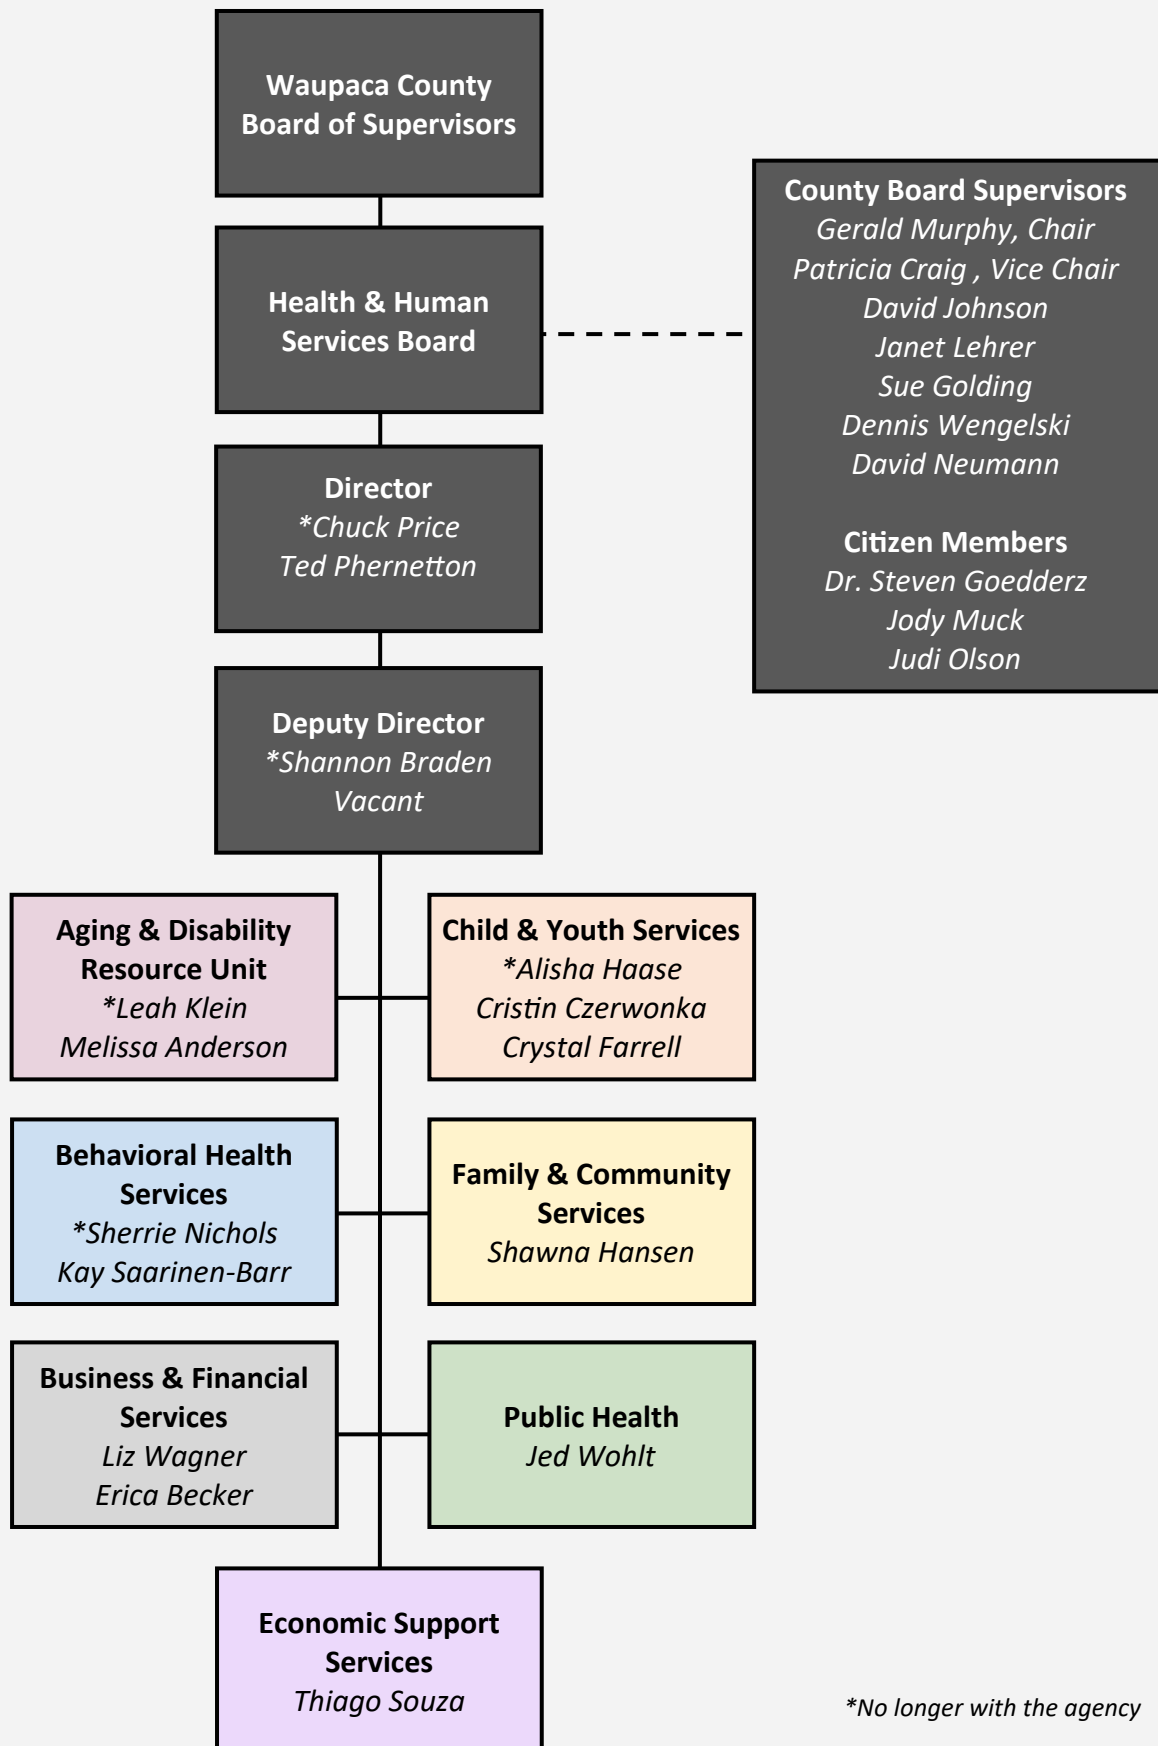 Waupaca County
Board of Supervisors
Health & Human
Services Board
County Board Supervisors
Gerald Murphy, Chair
Patricia Craig , Vice Chair
David Johnson
Janet Lehrer
Sue Golding
Dennis Wengelski
David Neumann
Citizen Members
Dr. Steven Goedderz
Jody Muck
Judi Olson
Director
*Chuck Price
Ted Phernetton
Deputy Director
*Shannon Braden
Vacant
Aging & Disability
Resource Unit
*Leah Klein
Melissa Anderson
Child & Youth Services
*Alisha Haase
Cristin Czerwonka
Crystal Farrell
Behavioral Health
Services
*Sherrie Nichols
Kay Saarinen-Barr
Family & Community
Services
Shawna Hansen
Business & Financial
Services
Liz Wagner
Erica Becker
Public Health
Jed Wohlt
Economic Support
Services
Thiago Souza
*No longer with the agency